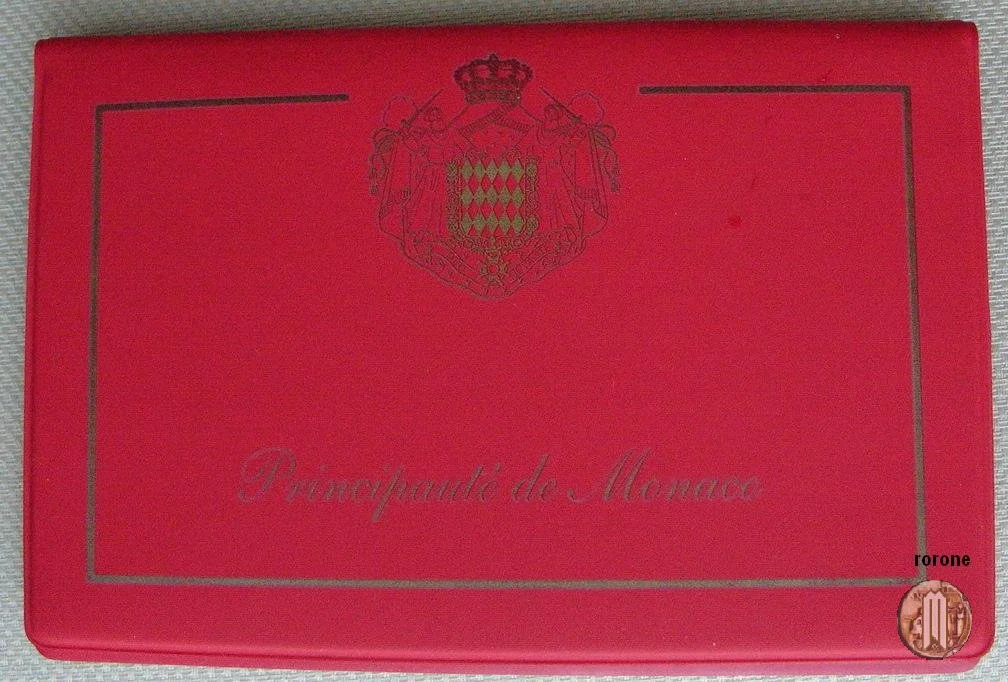 Principauté de Monaco
rorone